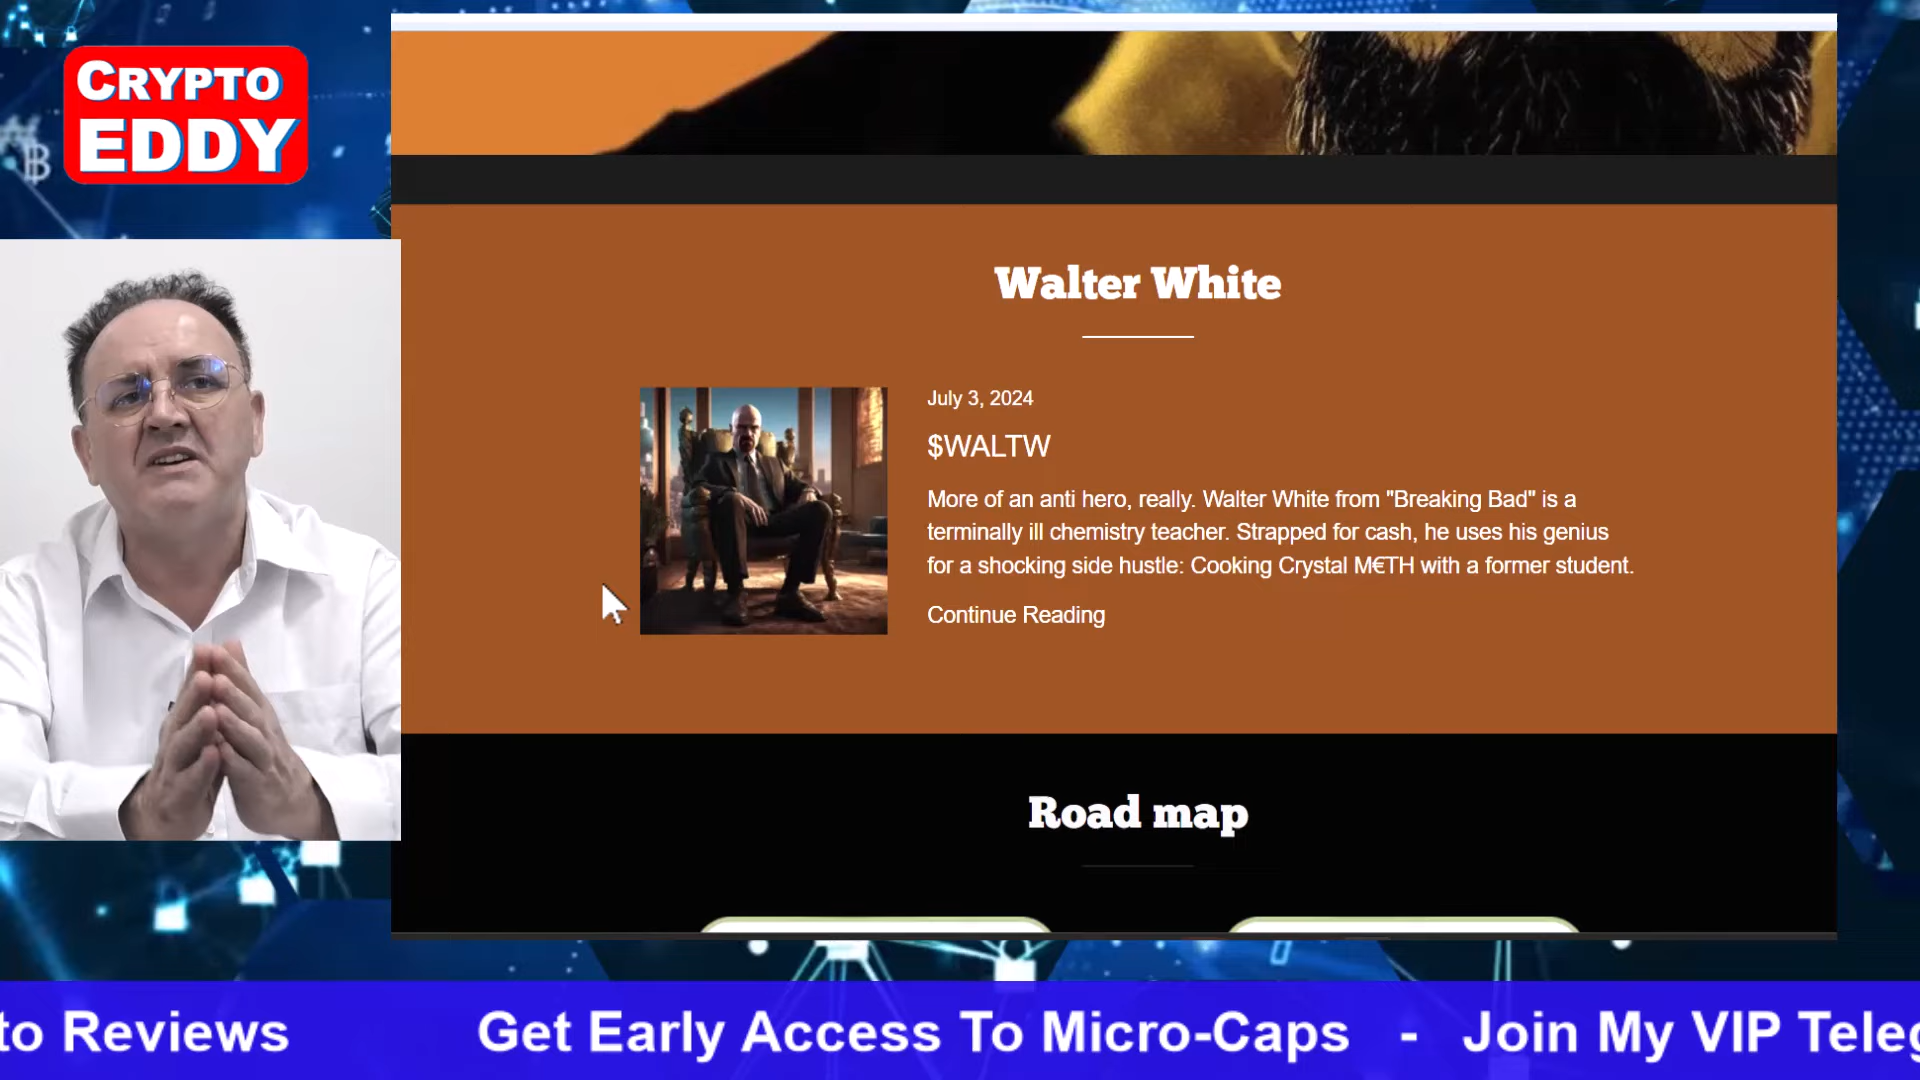 CRYPTO
EDDY
Walter White
July 3, 2024
$WALTW
More of an anti hero, really. Walter White from "Breaking Bad" is a
terminally ill chemistry teacher. Strapped for cash, he uses his genius
for a shocking side hustle: Cooking Crystal M€TH with a former student.
Continue Reading
Road map
to Reviews Get Early Access To Micro-Caps - Join My VIP Teleg